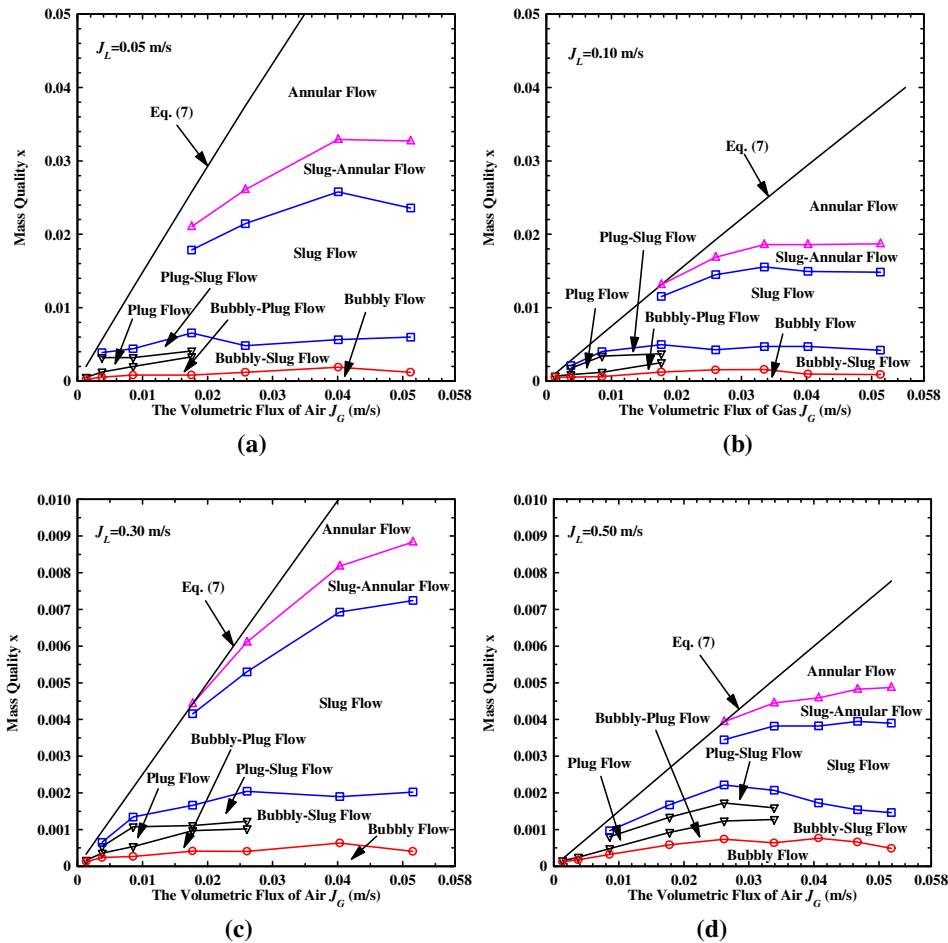 0.05
J_L=0.05 m/s
Annular Flow
0.04
Eq. (7)
0.03
Slug-Annular Flow
Mass Quality x
0.02
Slug Flow
Plug-Slug Flow
0.01
Plug Flow
Bubbly-Plug Flow
Bubbly Flow
Bubbly-Slug Flow
0
0 0.01 0.02 0.03 0.04 0.05 0.058
The Volumetric Flux of Air J_G (m/s)
(a)
0.05
J_L=0.10 m/s
0.04
Eq. (7)
0.03
Mass Quality x
Annular Flow
Plug-Slug Flow
0.02
Slug-Annular Flow
Plug Flow
Slug Flow
0.01
Bubbly-Plug Flow
Bubbly Flow
Bubbly-Slug Flow
0
0 0.01 0.02 0.03 0.04 0.05 0.058
The Volumetric Flux of Gas J_G (m/s)
(b)
0.010
J_L=0.30 m/s
Annular Flow
0.009
0.008
Slug-Annular Flow
Eq. (7)
0.007
0.006
Mass Quality x
0.005
Slug Flow
0.004
Bubbly-Plug Flow
0.003
Plug Flow
Plug-Slug Flow
0.002
Bubbly-Slug Flow
0.001
Bubbly Flow
0
0 0.01 0.02 0.03 0.04 0.05 0.058
The Volumetric Flux of Air J_G (m/s)
(c)
0.010
J_L=0.50 m/s
0.009
0.008
0.007
Eq. (7)
0.006
Mass Quality x
Annular Flow
0.005
Bubbly-Plug Flow
Slug-Annular Flow
0.004
Plug-Slug Flow
0.003
Plug Flow
Slug Flow
0.002
0.001
Bubbly-Slug Flow
Bubbly Flow
0
0 0.01 0.02 0.03 0.04 0.05 0.058
The Volumetric Flux of Air J_G (m/s)
(d)